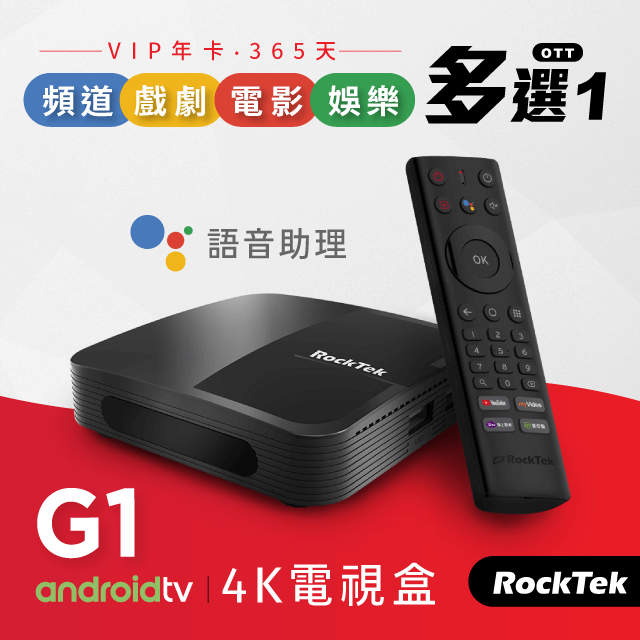 VIP年卡·365天
頻道 戲劇 電影 娛樂
OTT
多選1
語音助理
RockTek
OK
1 2 3
4 5 6
7 8 9
0
YouTube myVideo
RockTek
G1
androidtv | 4K電視盒
RockTek